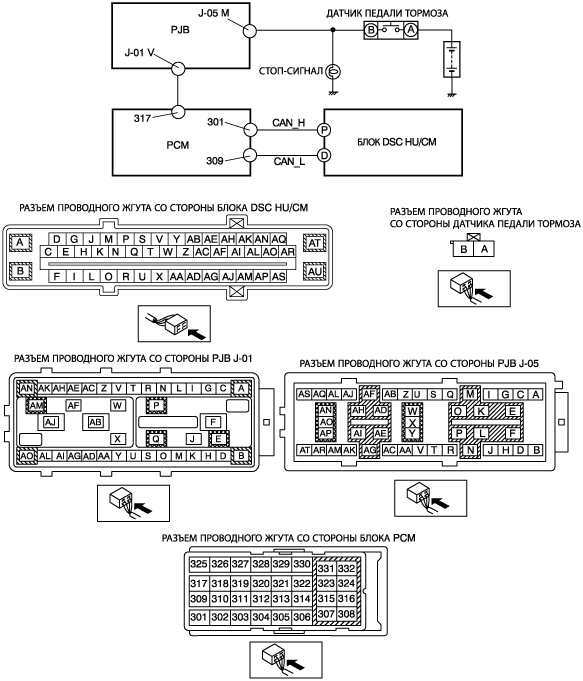 J-05 M
PJB
ДАТЧИК ПЕДАЛИ ТОРМОЗА
B A
J-01 V
СТОП-СИГНАЛ
317
301 CAN_H P
PCM БЛОК DSC HU/CM
309 CAN_L D
РАЗЪЕМ ПРОВОДНОГО ЖГУТА СО СТОРОНЫ БЛОКА DSC HU/CM
A D G J M P S V Y AB AE AH AK AN AQ AT
C E H K N Q T W Z AC AF AI AL AO AR
B F I L O R U X AA AD AG AJ AM AP AS AU
РАЗЪЕМ ПРОВОДНОГО ЖГУТА
СО СТОРОНЫ ДАТЧИКА ПЕДАЛИ ТОРМОЗА
B A
РАЗЪЕМ ПРОВОДНОГО ЖГУТА СО СТОРОНЫ PJB J-01
AN AK AH AE AC Z V T R N L I G C A
AM AF W P
AJ AB F
X Q J E
AO AL AI AG AD AA Y U S O M K H D B
РАЗЪЕМ ПРОВОДНОГО ЖГУТА СО СТОРОНЫ PJB J-05
AS AQ AL AJ AF AB Z U S Q M I G C A
AN AH AD W O K E
AO X
AP AI AE Y P L F
AT AR AM AK AG AC AA V T R N J H D B
РАЗЪЕМ ПРОВОДНОГО ЖГУТА СО СТОРОНЫ БЛОКА PCM
325 326 327 328 329 330 331 332
317 318 319 320 321 322 323 324
309 310 311 312 313 314 315 316
301 302 303 304 305 306 307 308